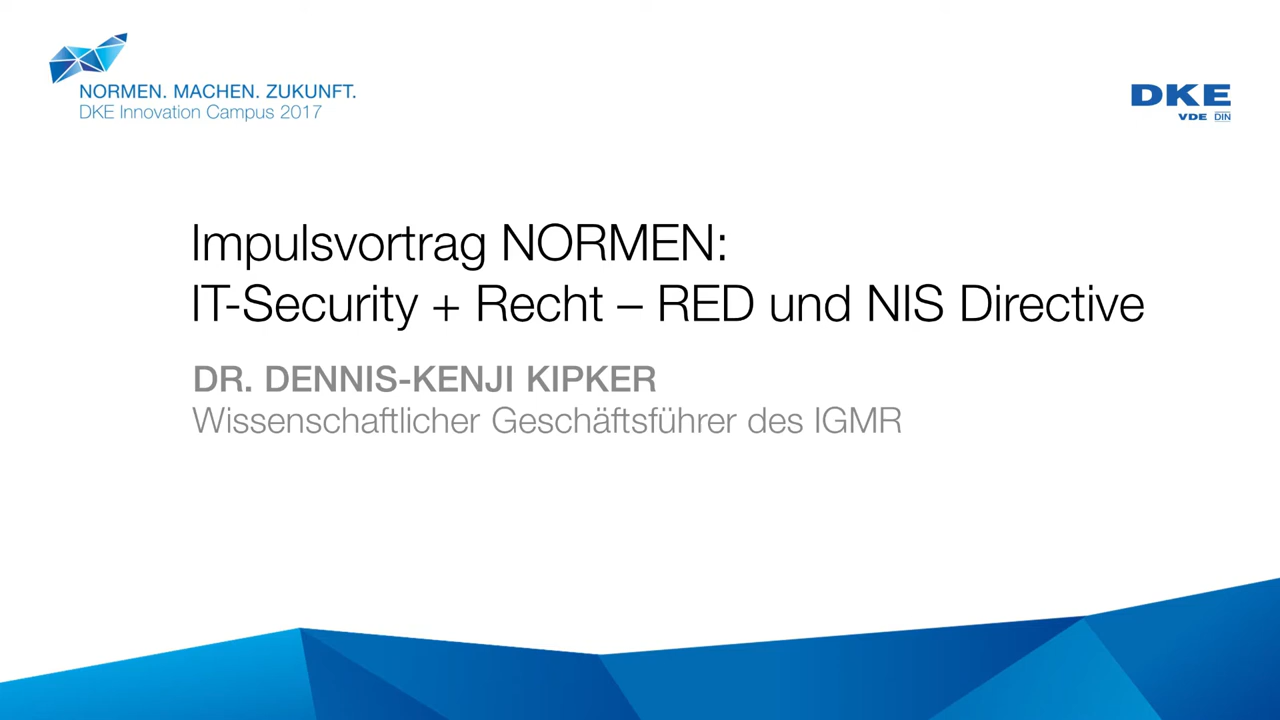 NORMEN. MACHEN. ZUKUNFT.
DKE Innovation Campus 2017
DKE
VDE DIN
Impulsvortrag NORMEN:
IT-Security + Recht – RED und NIS Directive
DR. DENNIS-KENJI KIPKER
Wissenschaftlicher Geschäftsführer des IGMR